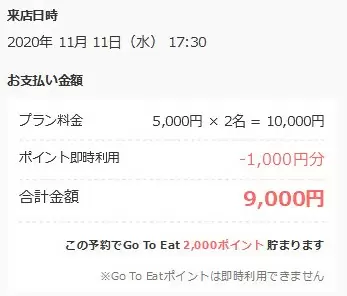 来店日時
2020年 11月 11日（水） 17:30
お支払い金額
プラン料金 5,000円 × 2名 = 10,000円
ポイント即時利用 -1,000円分
合計金額 9,000円
この予約でGo To Eat 2,000ポイント 貯まります
※Go To Eatポイントは即時利用できません